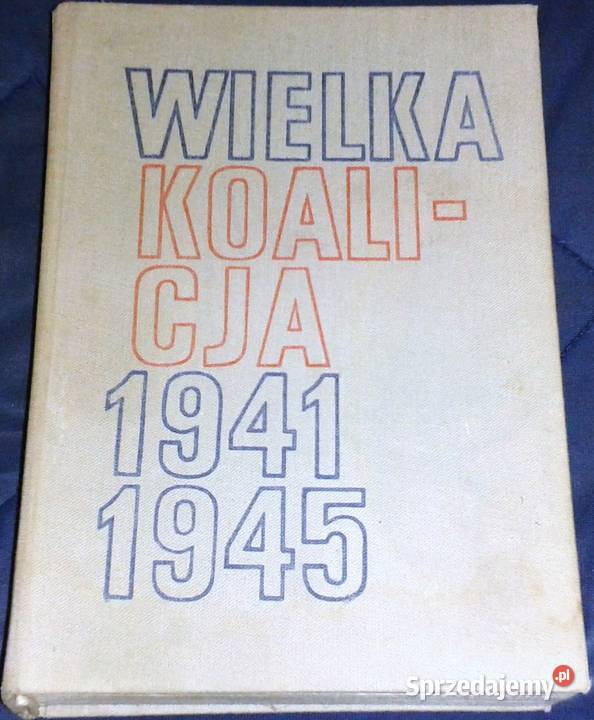 WIELKA
KOALI-
CJA
1941
1945
Sprzedajemy.pl